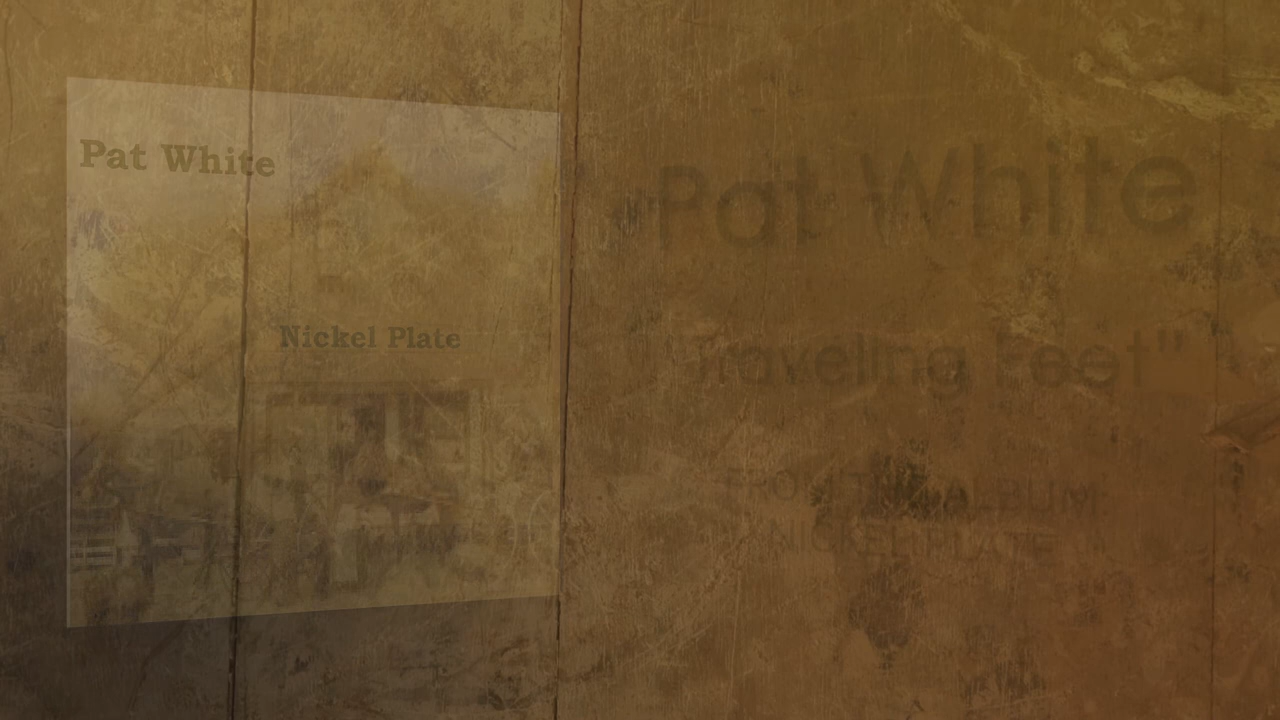 Pat White
Nickel Plate
Pat White
"Traveling Feet"
FROM THE ALBUM
NICKEL PLATE